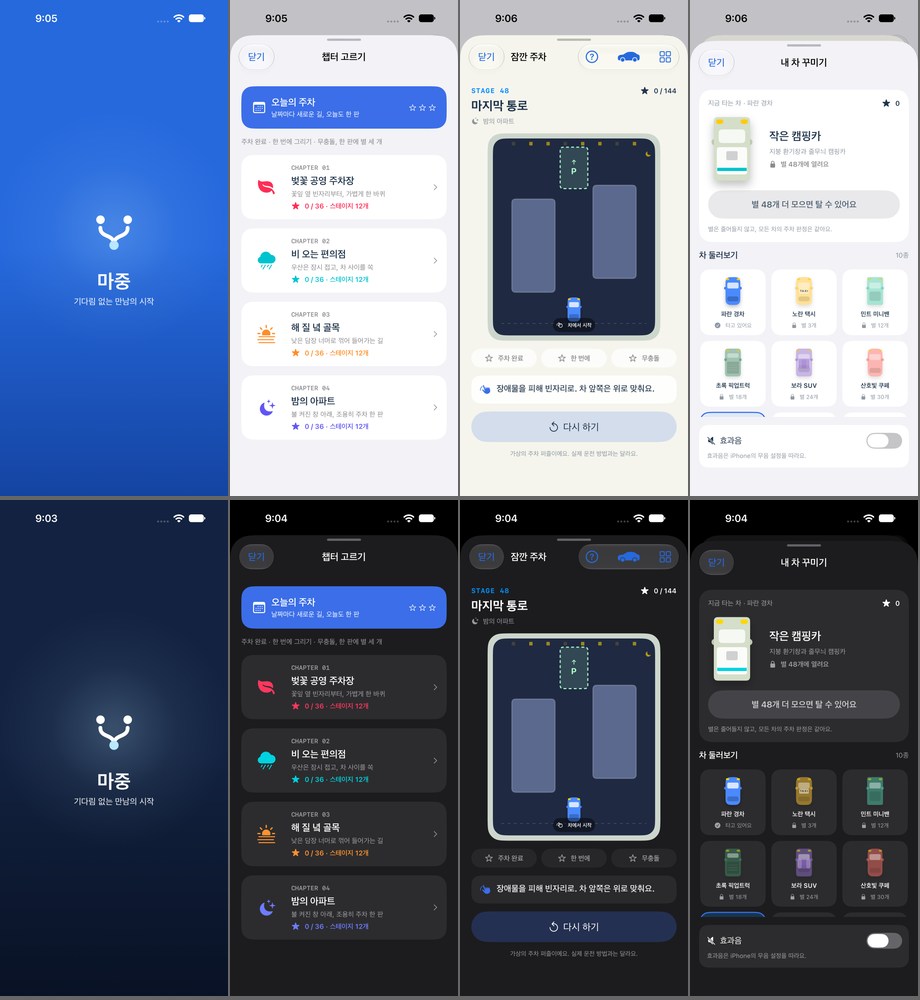 9:05
마중
기다림 없는 만남의 시작
9:05
닫기
챕터 고르기
오늘의 주차
날짜마다 새로운 길, 오늘도 한 판
주차 완료 · 한 번에 그리기 · 무충돌, 한 판에 별 세 개
CHAPTER 01
벚꽃 공영 주차장
꽃잎 옆 빈자리부터, 가볍게 한 바퀴
0 / 36 · 스테이지 12개
CHAPTER 02
비 오는 편의점
우산은 잠시 접고, 차 사이를 쏙
0 / 36 · 스테이지 12개
CHAPTER 03
해 질 녘 골목
낮은 담장 너머로 꺾어 들어가는 길
0 / 36 · 스테이지 12개
CHAPTER 04
밤의 아파트
불 켜진 창 아래, 조용히 주차 한 판
0 / 36 · 스테이지 12개
9:06
닫기
잠깐 주차
STAGE 48
0 / 144
마지막 통로
밤의 아파트
P
차에서 시작
주차 완료
한 번에
무충돌
장애물을 피해 빈자리로. 차 앞쪽은 위로 맞춰요.
다시 하기
가상의 주차 퍼즐이에요. 실제 운전 방법과는 달라요.
9:06
닫기
내 차 꾸미기
지금 타는 차 · 파란 경차
0
작은 캠핑카
지붕 환기창과 줄무늬 캠핑카
별 48개에 열려요
별 48개 더 모으면 탈 수 있어요
별은 줄어들지 않고, 모든 차의 주차 판정은 같아요.
차 둘러보기
10종
파란 경차
타고 있어요
노란 택시
별 3개
민트 미니밴
별 12개
초록 픽업트럭
별 18개
보라 SUV
별 24개
산호빛 쿠페
별 30개
효과음
효과음은 iPhone의 무음 설정을 따라요.
9:03
마중
기다림 없는 만남의 시작
9:04
닫기
챕터 고르기
오늘의 주차
날짜마다 새로운 길, 오늘도 한 판
주차 완료 · 한 번에 그리기 · 무충돌, 한 판에 별 세 개
CHAPTER 01
벚꽃 공영 주차장
꽃잎 옆 빈자리부터, 가볍게 한 바퀴
0 / 36 · 스테이지 12개
CHAPTER 02
비 오는 편의점
우산은 잠시 접고, 차 사이를 쏙
0 / 36 · 스테이지 12개
CHAPTER 03
해 질 녘 골목
낮은 담장 너머로 꺾어 들어가는 길
0 / 36 · 스테이지 12개
CHAPTER 04
밤의 아파트
불 켜진 창 아래, 조용히 주차 한 판
0 / 36 · 스테이지 12개
9:04
닫기
잠깐 주차
STAGE 48
0 / 144
마지막 통로
밤의 아파트
P
차에서 시작
주차 완료
한 번에
무충돌
장애물을 피해 빈자리로. 차 앞쪽은 위로 맞춰요.
다시 하기
가상의 주차 퍼즐이에요. 실제 운전 방법과는 달라요.
9:04
닫기
내 차 꾸미기
지금 타는 차 · 파란 경차
0
작은 캠핑카
지붕 환기창과 줄무늬 캠핑카
별 48개에 열려요
별 48개 더 모으면 탈 수 있어요
별은 줄어들지 않고, 모든 차의 주차 판정은 같아요.
차 둘러보기
10종
파란 경차
타고 있어요
노란 택시
별 3개
민트 미니밴
별 12개
초록 픽업트럭
별 18개
보라 SUV
별 24개
산호빛 쿠페
별 30개
효과음
효과음은 iPhone의 무음 설정을 따라요.